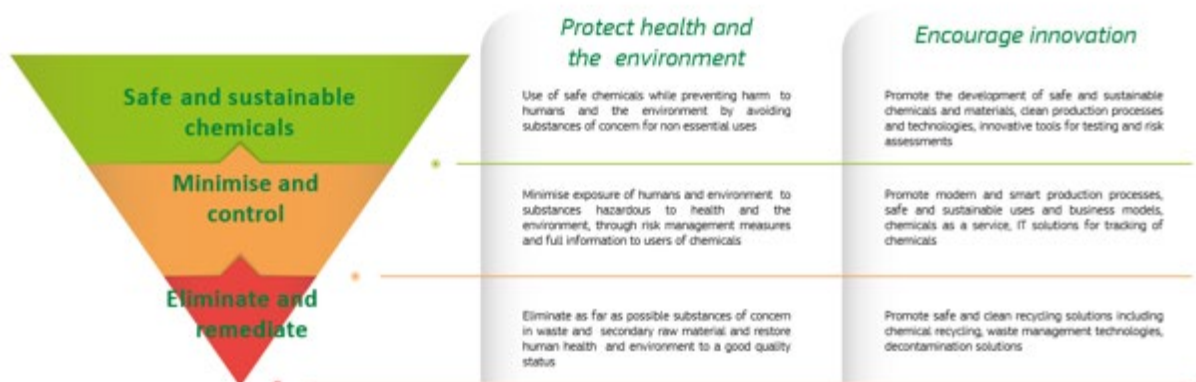 Safe and sustainable
chemicals
Minimise and
control
Eliminate and
remediate
Protect health and
the environment
Use of safe chemicals while preventing harm to
humans and the environment by avoiding
substances of concern for non essential uses
Minimise exposure of humans and environment to
substances hazardous to health and the
environment, through risk management measures
and full information to users of chemicals
Eliminate as far as possible substances of concern
in waste and secondary raw material and restore
human health and environment to a good quality
status
Encourage innovation
Promote the development of safe and sustainable
chemicals and materials, clean production processes
and technologies, innovative tools for testing and risk
assessments
Promote modern and smart production processes,
safe and sustainable uses and business models,
chemicals as a service, IT solutions for tracking of
chemicals
Promote safe and clean recycling solutions including
chemical recycling, waste management technologies,
decontamination solutions